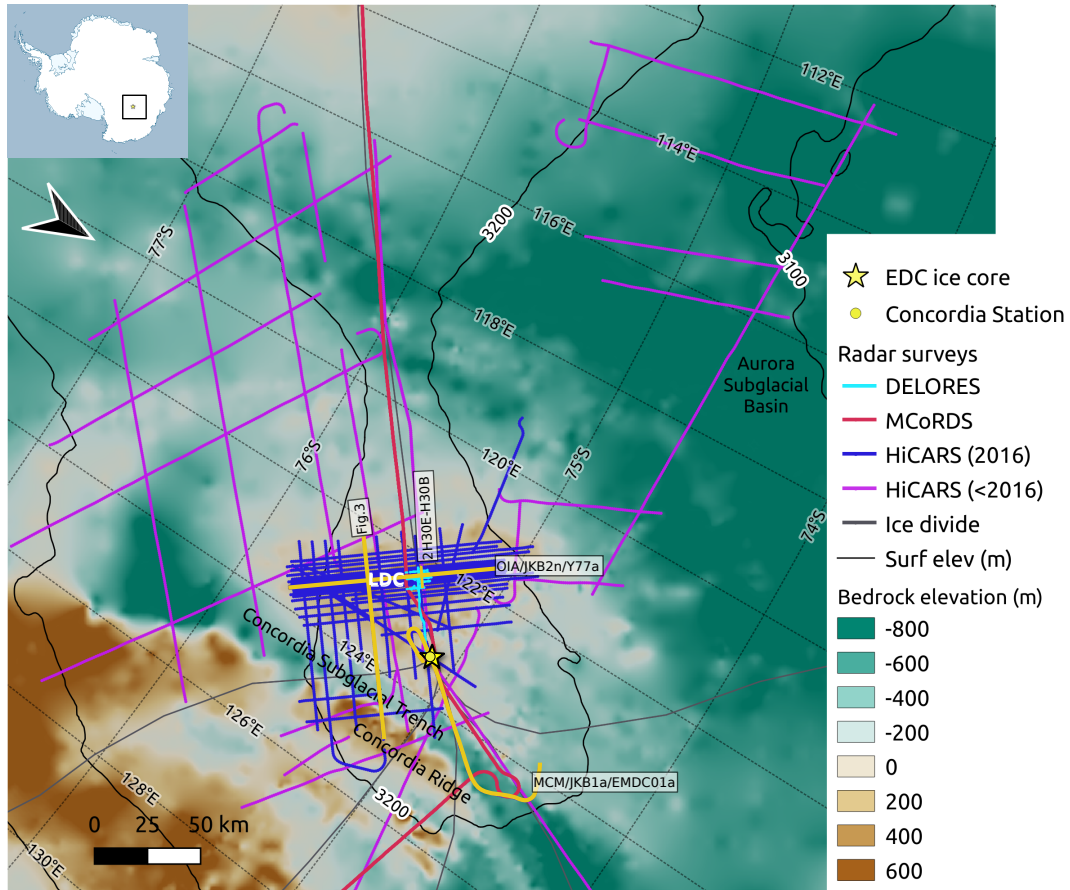 112°E
114°E
116°E
3200
77°S
3100
118°E
Aurora
Subglacial
Basin
76°S
120°E
75°S
74°S
Fig.3
2H30E-H30B
OIA/JKB2n/Y77a
LDC
122°E
Concordia Subglacial Trench
124°E
126°E
Concordia Ridge
MCM/JKB1a/EMDC01a
128°E
3200
130°E
0 25 50 km
EDC ice core
Concordia Station
Radar surveys
DELORES
MCoRDS
HiCARS (2016)
HiCARS (<2016)
Ice divide
Surf elev (m)
Bedrock elevation (m)
-800
-600
-400
-200
0
200
400
600